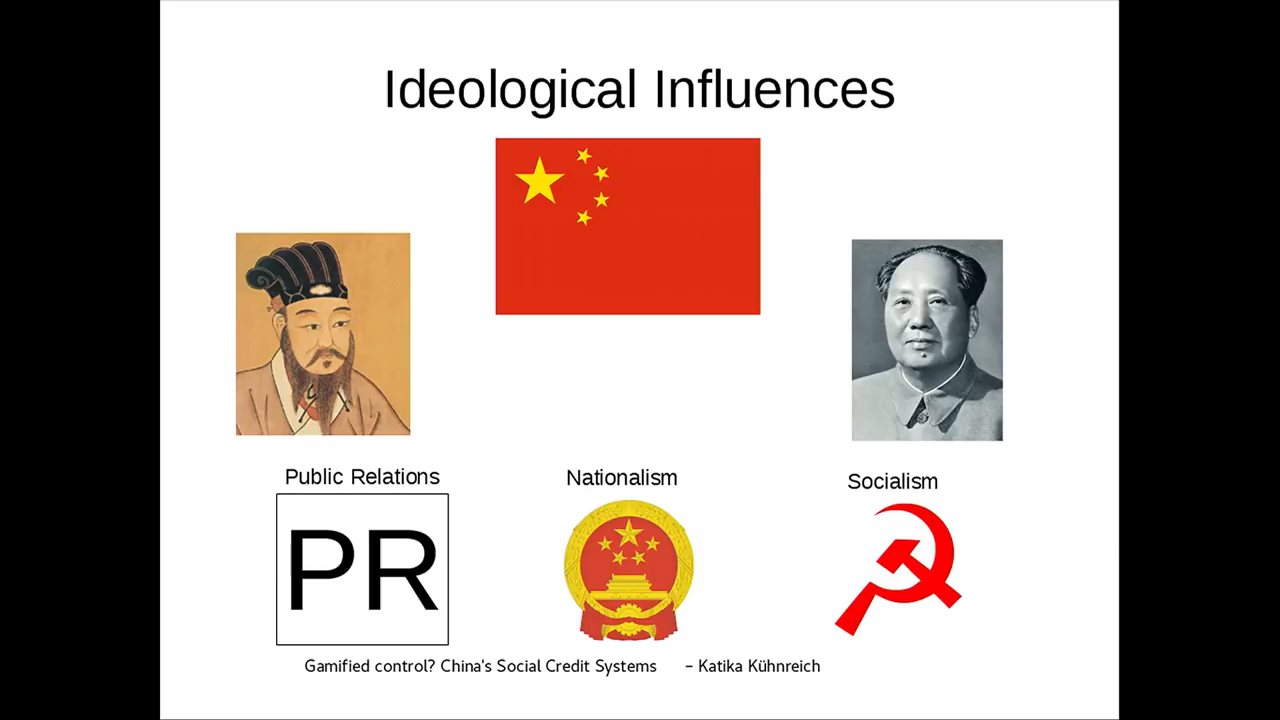 Ideological Influences
Public Relations
Nationalism
Socialism
PR
Gamified control? China's Social Credit Systems – Katika Kühnreich